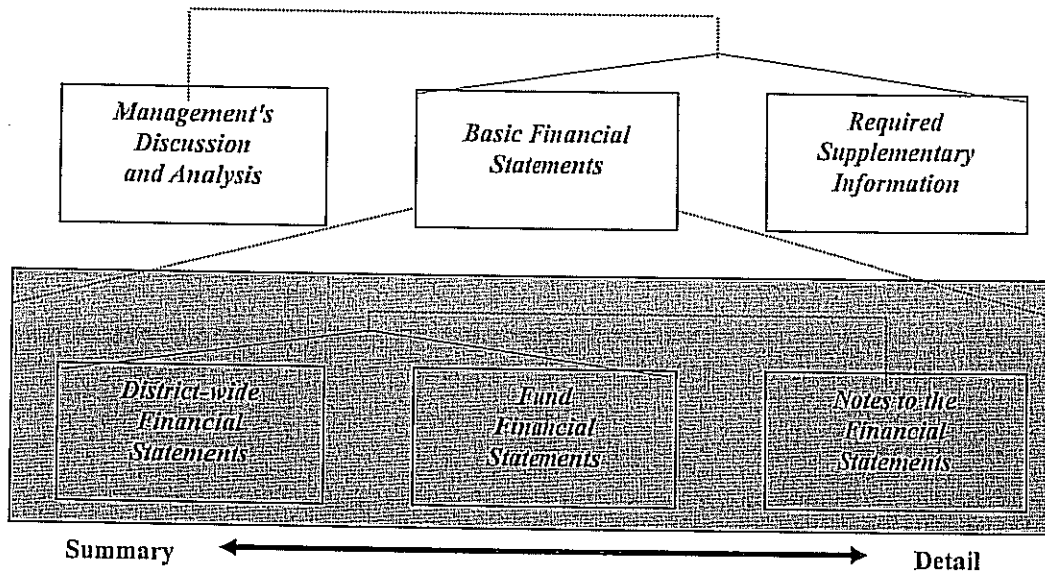 Management's
Discussion
and Analysis
Basic Financial
Statements
Required
Supplementary
Information
District-wide
Financial
Statements
Fund
Financial
Statements
Notes to the
Financial
Statements
Summary
Detail